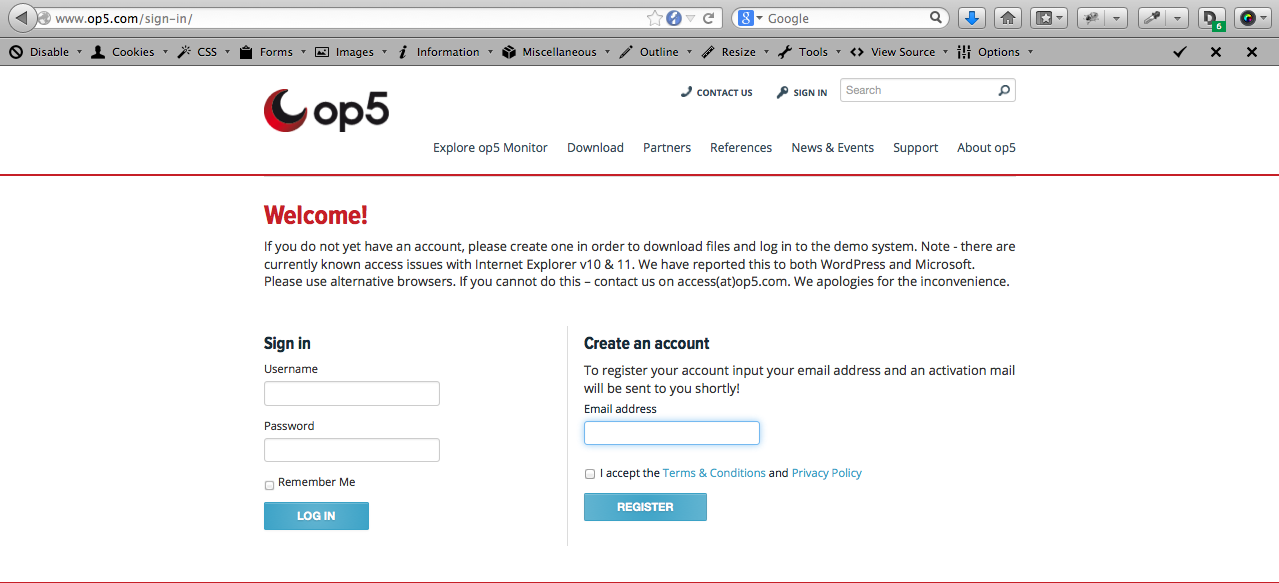 www.op5.com/sign-in/
8
Google
6
Disable Cookies CSS Forms Images Information Miscellaneous Outline Resize Tools View Source Options
op5
CONTACT US SIGN IN Search
Explore op5 Monitor Download Partners References News & Events Support About op5
Welcome!
If you do not yet have an account, please create one in order to download files and log in to the demo system. Note - there are
currently known access issues with Internet Explorer v10 & 11. We have reported this to both WordPress and Microsoft.
Please use alternative browsers. If you cannot do this – contact us on access(at)op5.com. We apologies for the inconvenience.
Sign in
Username
Password
Remember Me
LOG IN
Create an account
To register your account input your email address and an activation mail
will be sent to you shortly!
Email address
I accept the Terms & Conditions and Privacy Policy
REGISTER